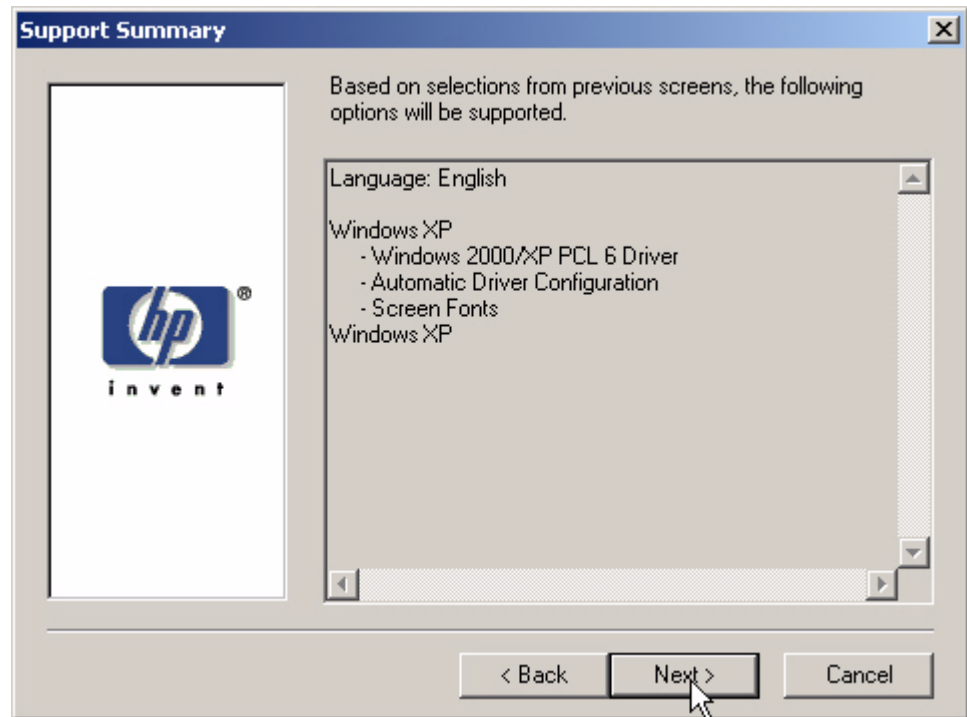 Support Summary
Based on selections from previous screens, the following
options will be supported.
Language: English
Windows XP
- Windows 2000/XP PCL 6 Driver
- Automatic Driver Configuration
- Screen Fonts
Windows XP
hp
®
invent
< Back
Next >
Cancel